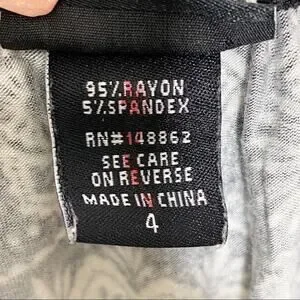 95%RAYON
5%SPANDEX
RN#148862
SEE CARE
ON REVERSE
MADE IN CHINA
4